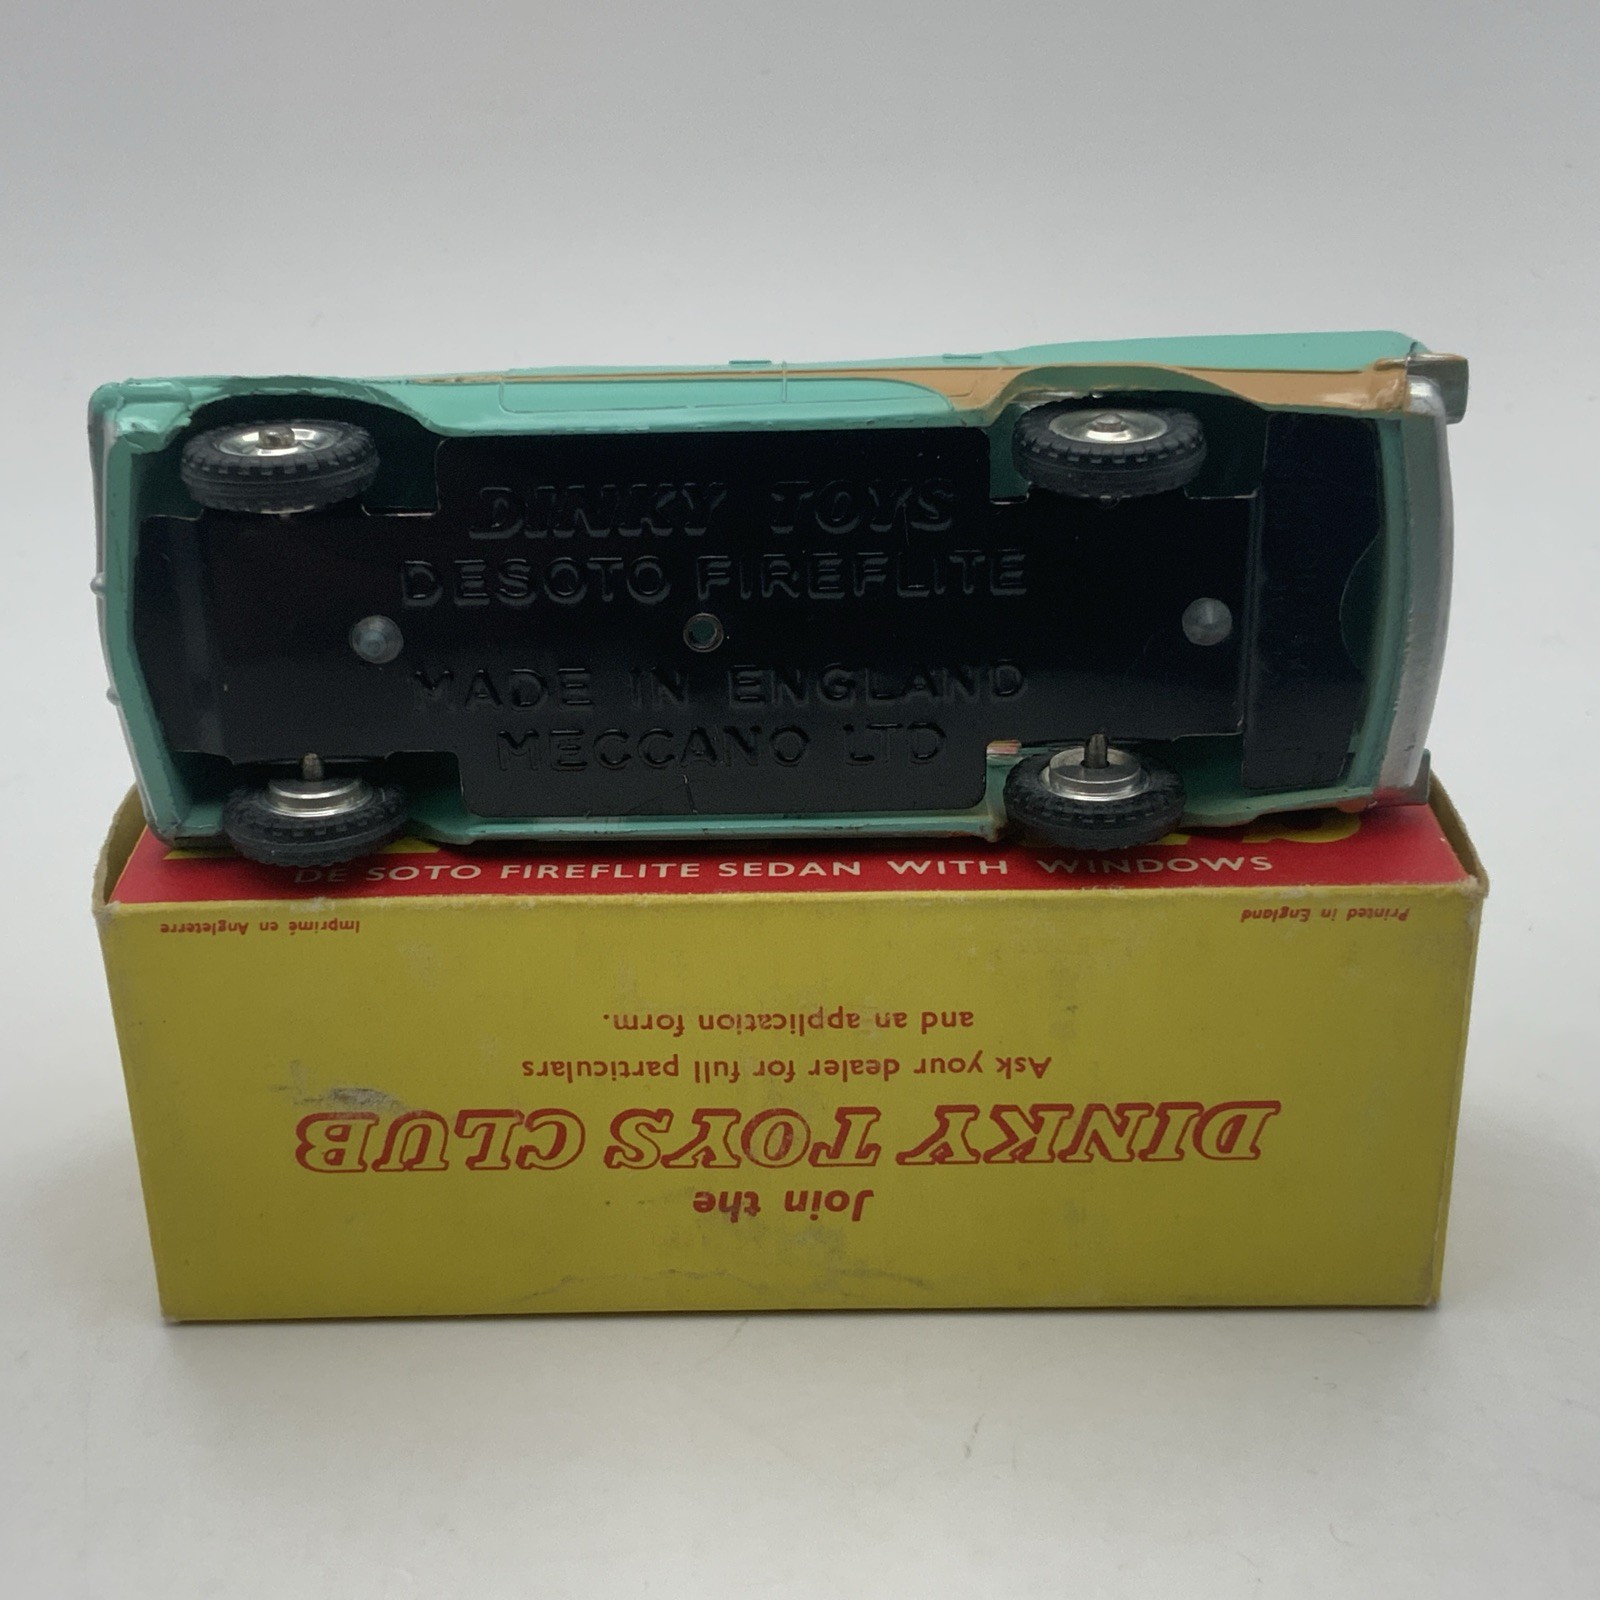 DINKY TOYS
DESOTO FIREFLITE
MADE IN ENGLAND
MECCANO LTD
DE SOTO FIREFLITE SEDAN WITH WINDOWS
Join the
DINKY TOYS CLUB
Ask your dealer for full particulars
and an application form.
Printed in England
Imprimé en Angleterre